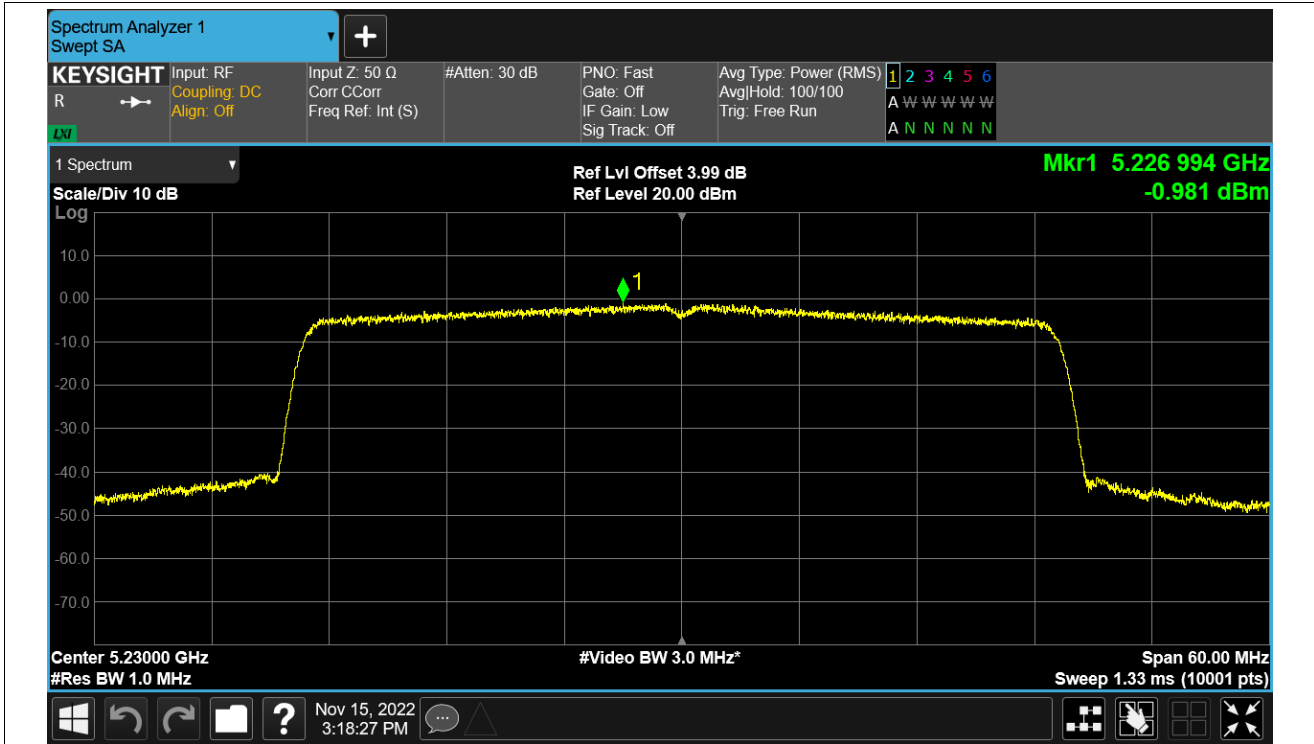 Spectrum Analyzer 1
Swept SA
+
KEYSIGHT
R
LXI
Input: RF
Coupling: DC
Align: Off
Input Z: 50 Ω
Corr CCorr
Freq Ref: Int (S)
#Atten: 30 dB
PNO: Fast
Gate: Off
IF Gain: Low
Sig Track: Off
Avg Type: Power (RMS)
Avg|Hold: 100/100
Trig: Free Run
1 2 3 4 5 6
A W W W W W
A N N N N N
1 Spectrum
Scale/Div 10 dB
Log
Ref Lvl Offset 3.99 dB
Ref Level 20.00 dBm
Mkr1 5.226 994 GHz
-0.981 dBm
1
10.0
0.00
-10.0
-20.0
-30.0
-40.0
-50.0
-60.0
-70.0
Center 5.23000 GHz
#Res BW 1.0 MHz
#Video BW 3.0 MHz*
Span 60.00 MHz
Sweep 1.33 ms (10001 pts)
?
Nov 15, 2022
3:18:27 PM